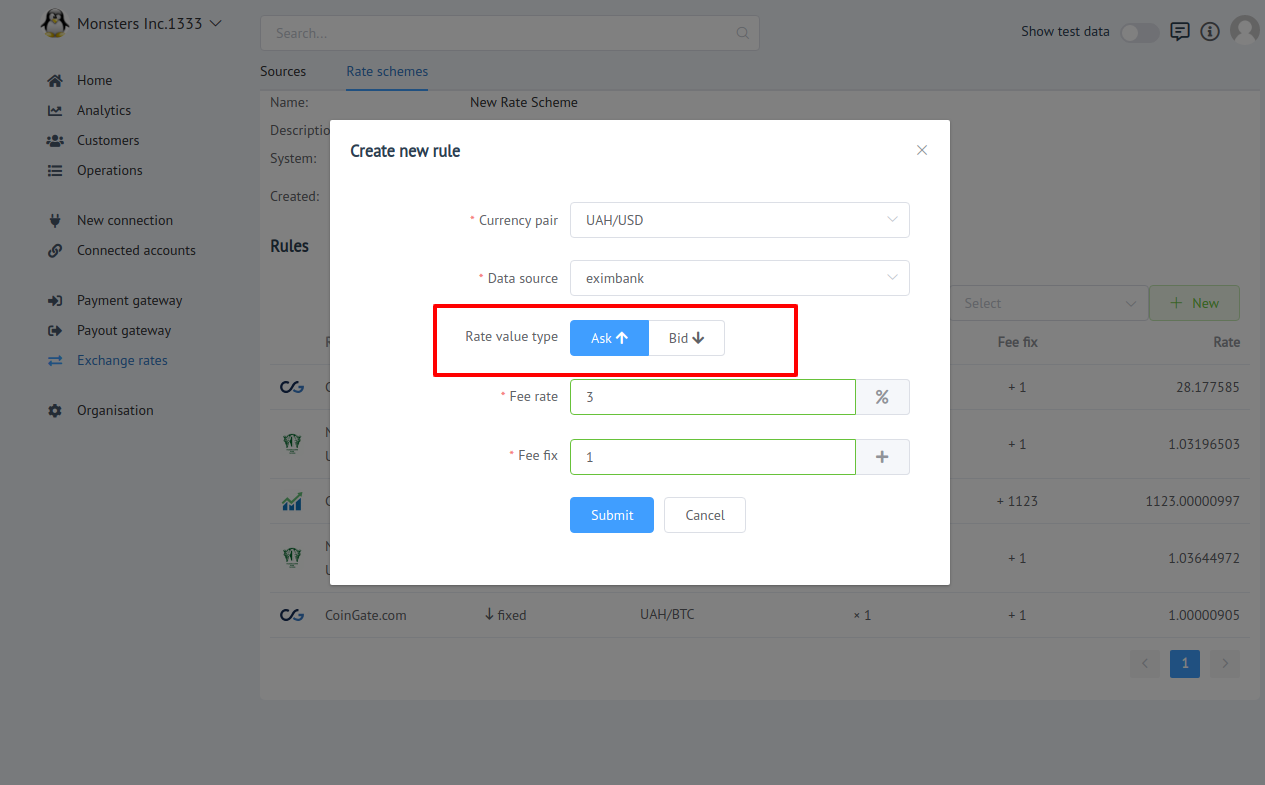 Monsters Inc.1333
Search...
Show test data
Home
Analytics
Customers
Operations
New connection
Connected accounts
Payment gateway
Payout gateway
Exchange rates
Organisation
Sources Rate schemes
Name: New Rate Scheme
System:
Created:
Rules
Select + New
Fee fix Rate
+ 1 28.177585
+ 1 1.03196503
+ 1123 1123.00000997
+ 1 1.03644972
CoinGate.com ↓ fixed UAH/BTC × 1 + 1 1.00000905
< 1 >
Create new rule
* Currency pair UAH/USD
* Data source eximbank
Rate value type Ask ↑ Bid ↓
* Fee rate 3 %
* Fee fix 1 +
Submit Cancel